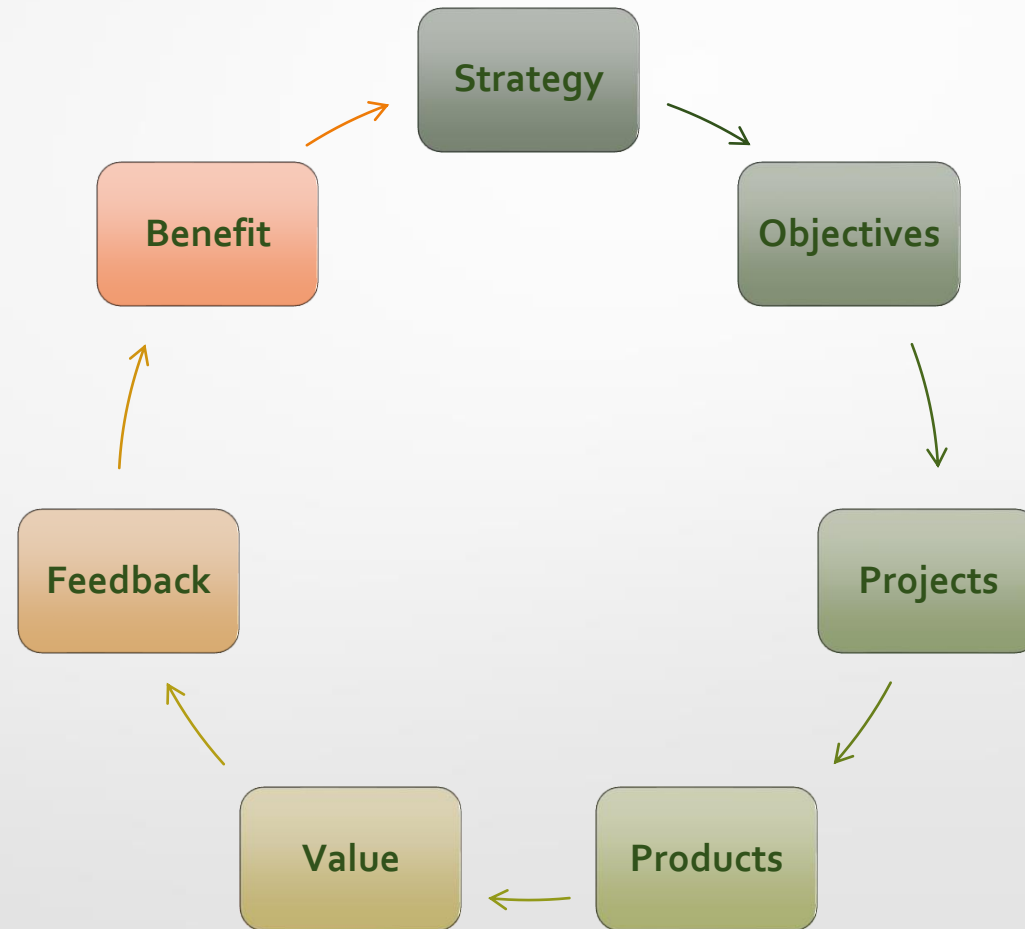 Strategy
Objectives
Projects
Products
Value
Feedback
Benefit